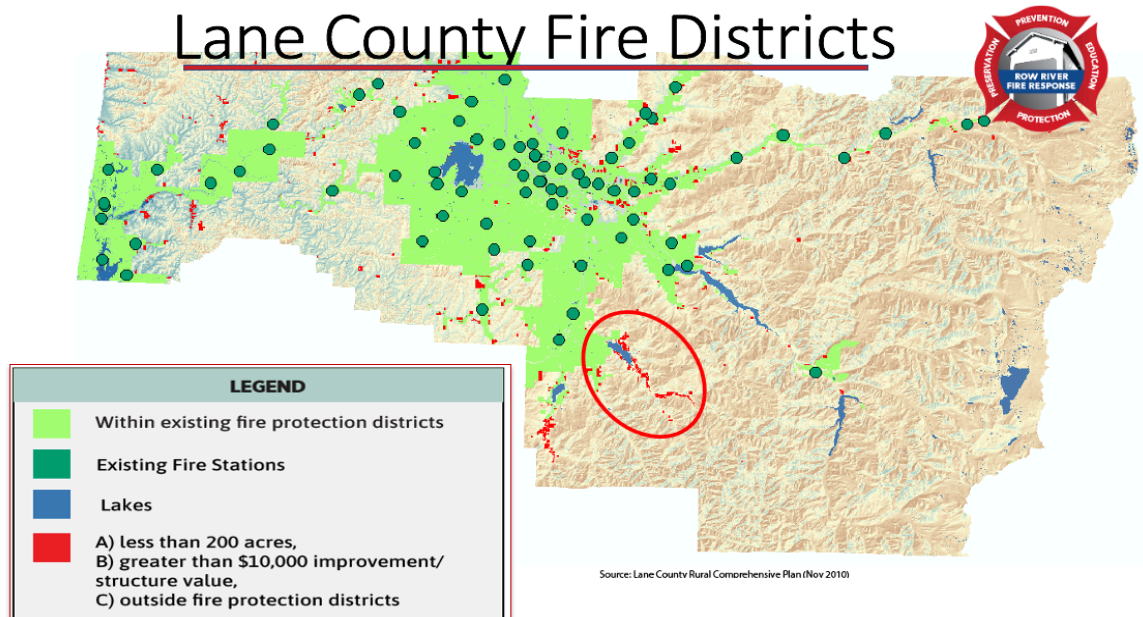 Lane County Fire Districts
PREVENTION
PRESERVATION
EDUCATION
ROW RIVER
FIRE RESPONSE
PROTECTION
LEGEND
Within existing fire protection districts
Existing Fire Stations
Lakes
A) less than 200 acres,
B) greater than $10,000 improvement/
structure value,
C) outside fire protection districts
Source: Lane County Rural Comprehensive Plan (Nov 2010)